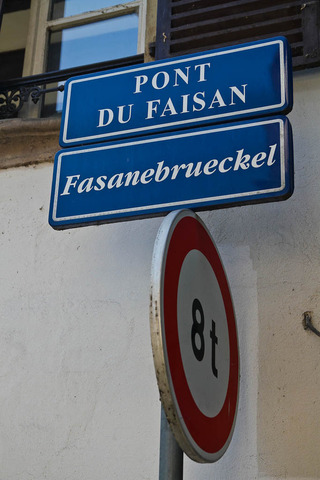 PONT
DU FAISAN
Fasanebrueckel
8t